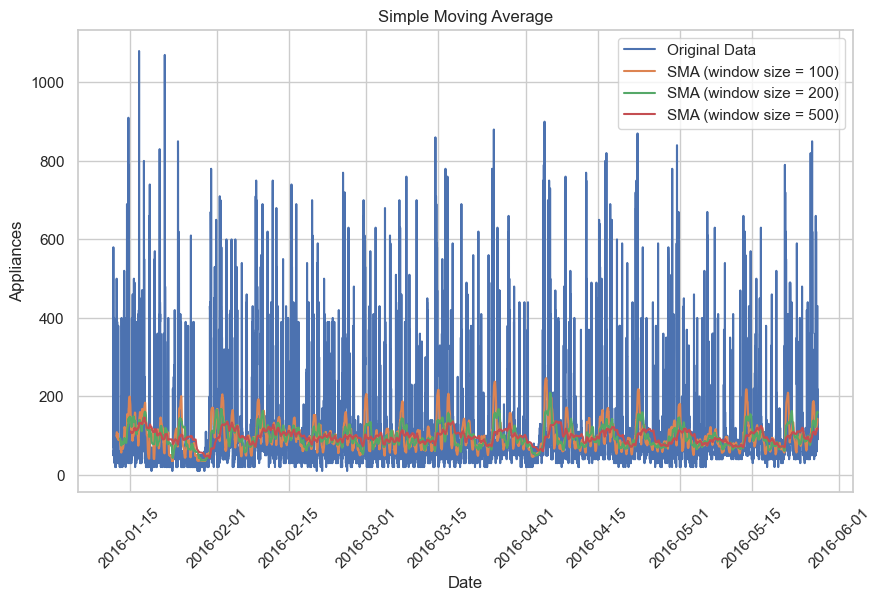 Simple Moving Average
Original Data
SMA (window size = 100)
SMA (window size = 200)
SMA (window size = 500)
1000
800
600
400
200
0
Appliances
2016-01-15
2016-02-01
2016-02-15
2016-03-01
2016-03-15
2016-04-01
2016-04-15
2016-05-01
2016-05-15
2016-06-01
Date